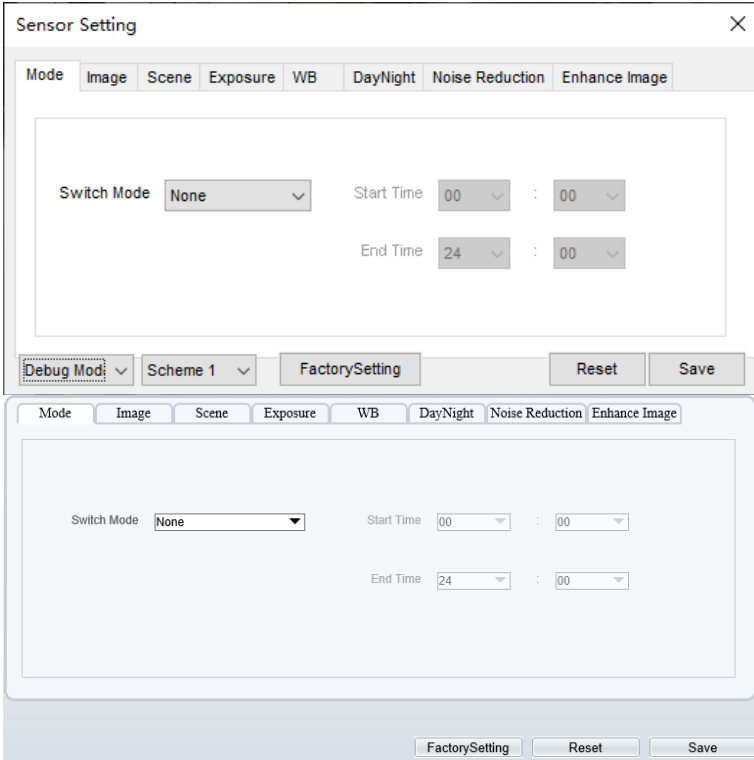 Sensor Setting
Mode Image Scene Exposure WB DayNight Noise Reduction Enhance Image
Switch Mode None Start Time 00 : 00
End Time 24 : 00
Debug Mod Scheme 1 FactorySetting Reset Save
Mode Image Scene Exposure WB DayNight Noise Reduction Enhance Image
Switch Mode None Start Time 00 : 00
End Time 24 : 00
FactorySetting Reset Save